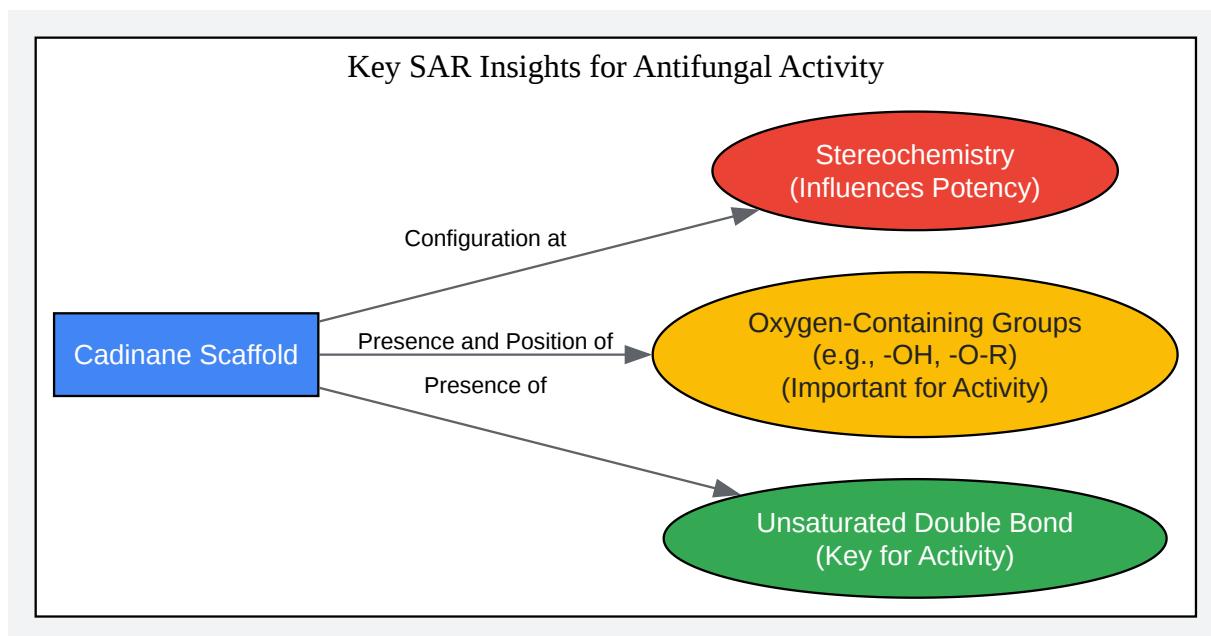 Key SAR Insights for Antifungal Activity
Stereochemistry
(Influences Potency)
Configuration at
Cadinane Scaffold
Presence and Position of
Oxygen-Containing Groups
(e.g., -OH, -O-R)
(Important for Activity)
Presence of
Unsaturated Double Bond
(Key for Activity)